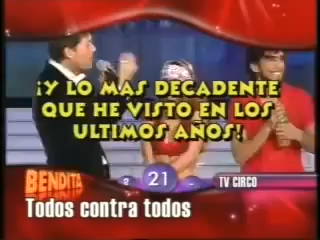 ¡Y LO MAS DECADENTE
QUE HE VISTO EN LOS
ULTIMOS AÑOS!
BENDITA
21
TV CIRCO
Todos contra todos